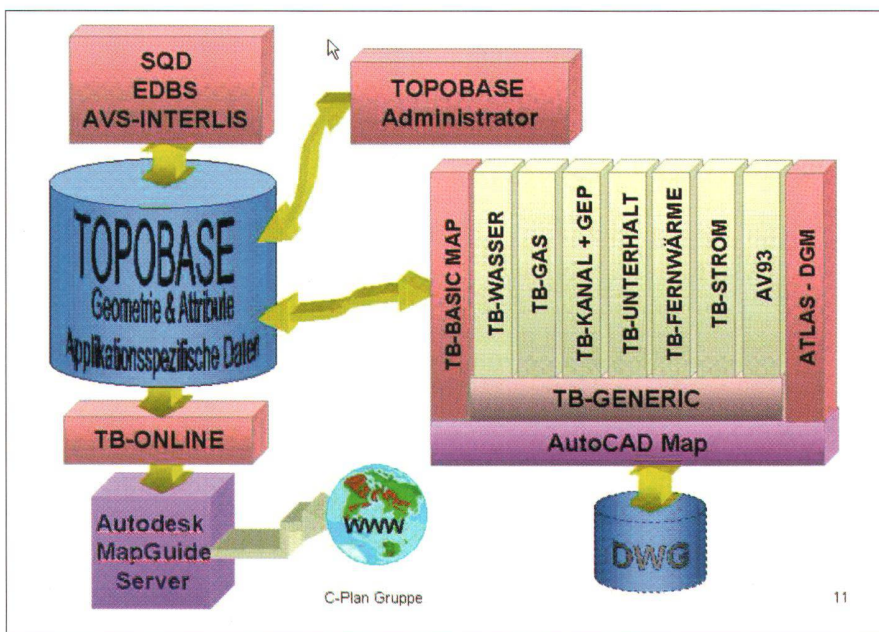 SQD
EDBS
AVS-INTERLIS
TOPOBASE
Administrator
TOPOBASE
Geometrie & Attribute
Applikationsspezifische Daten
TB-BASIC MAP
TB-WASSER
TB-GAS
TB-KANAL + GEP
TB-UNTERHALT
TB-FERNWÄRME
TB-STROM
AV93
ATLAS - DGM
TB-GENERIC
AutoCAD Map
TB-ONLINE
Autodesk
MapGuide
Server
www
DWG
C-Plan Gruppe
11